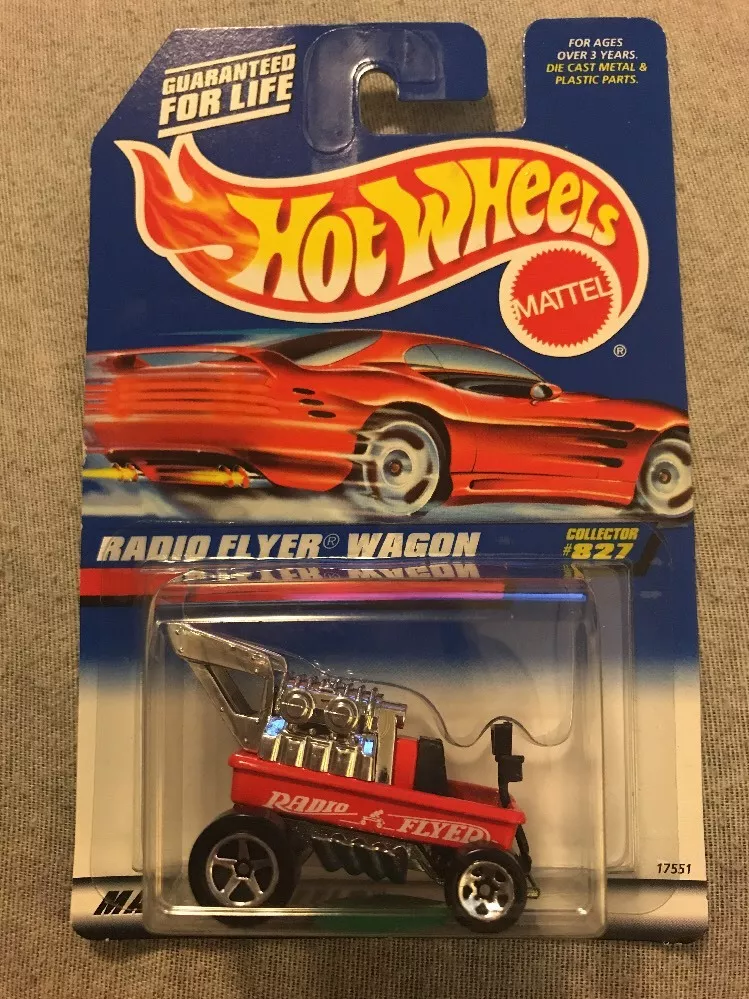 GUARANTEED
FOR LIFE
FOR AGES
OVER 3 YEARS.
DIE CAST METAL &
PLASTIC PARTS.
HOT WHEELS
MATTEL
®
RADIO FLYER® WAGON
COLLECTOR
#827
RADIO FLYER
17551
MA